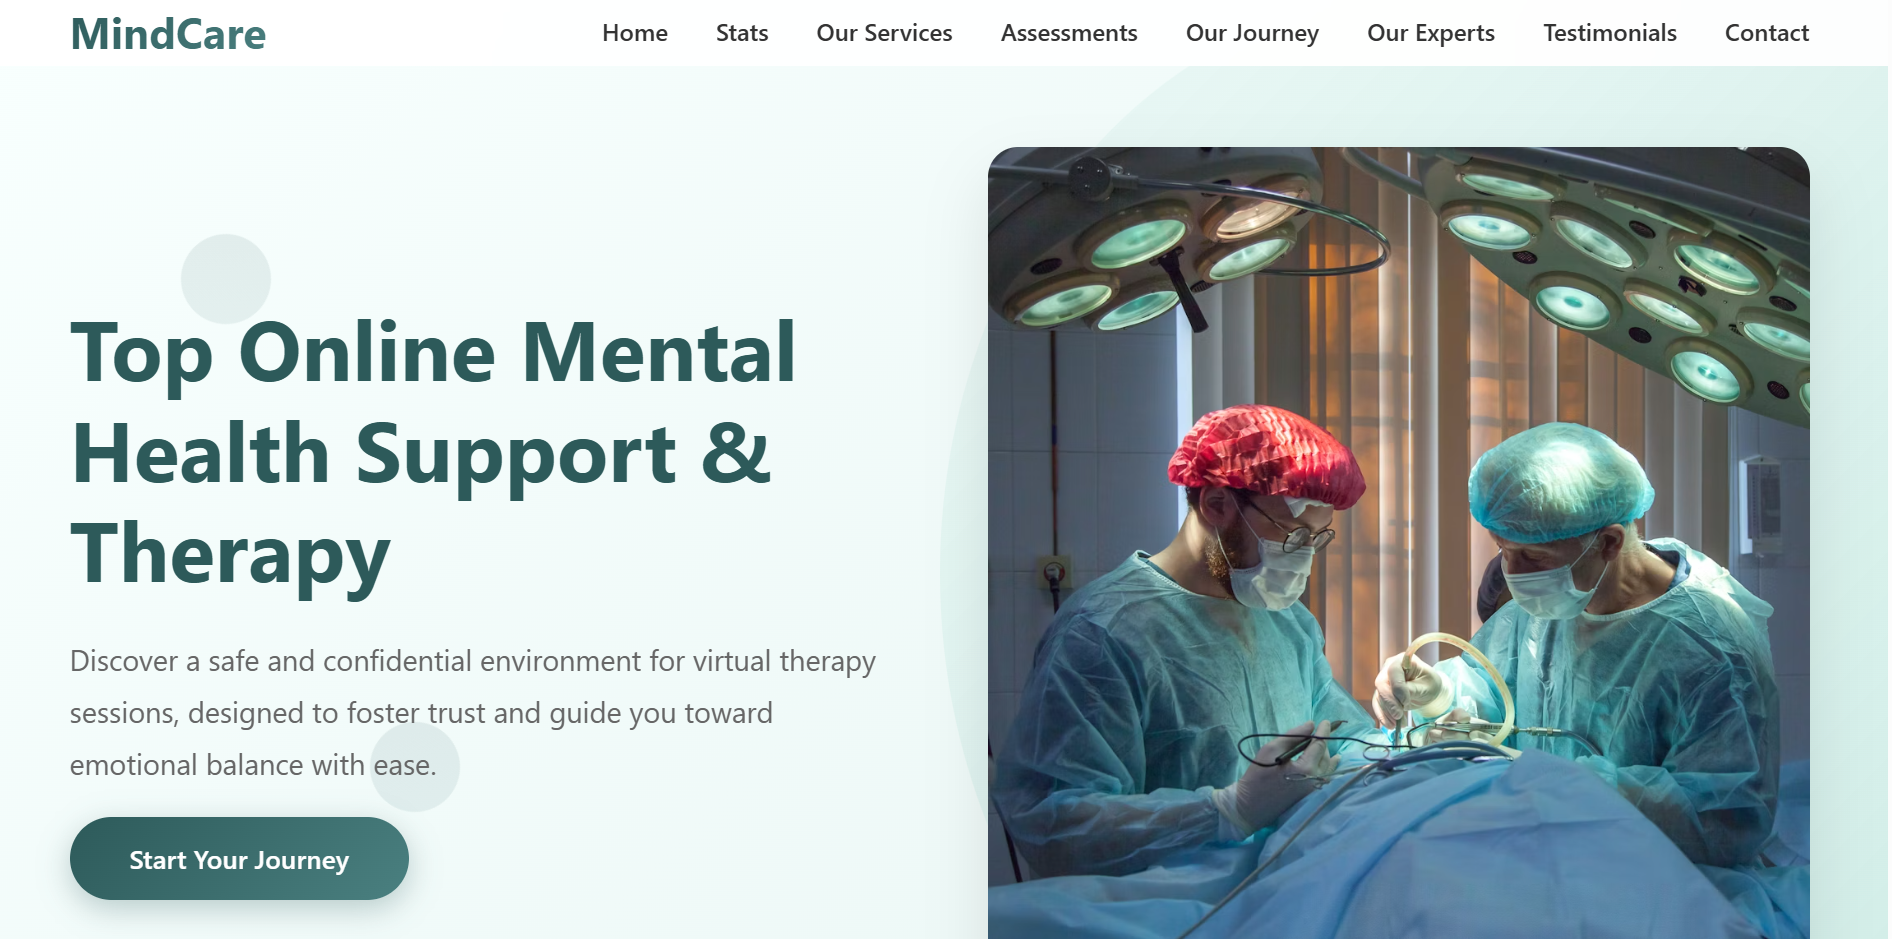 MindCare
Home Stats Our Services Assessments Our Journey Our Experts Testimonials Contact
Top Online Mental
Health Support &
Therapy
Discover a safe and confidential environment for virtual therapy
sessions, designed to foster trust and guide you toward
emotional balance with ease.
Start Your Journey